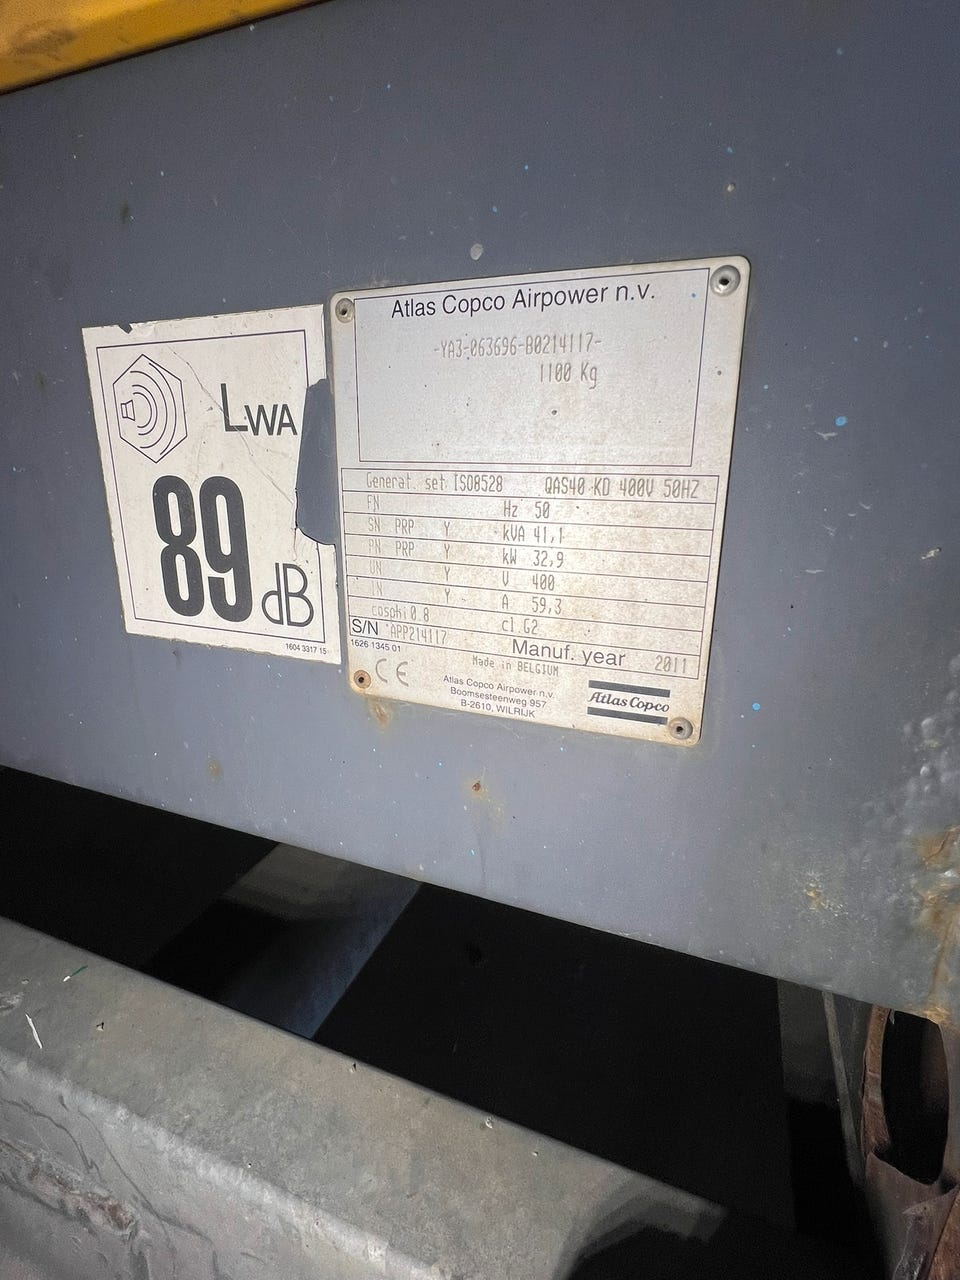 LWA
89 dB
1604 3317 15
Atlas Copco Airpower n.v.
-YA3-063696-B0214117-
1100 Kg
Generat. set ISO8528 QAS40 KD 400V 50HZ
FN Hz 50
SN PRP Y kVA 41,1
PN PRP Y kW 32,9
UN Y V 400
IN Y A 59,3
cosphi 0.8 cl G2
S/N APP214117 Manuf. year 2011
1626 1345 01
Made in BELGIUM
CE
Atlas Copco Airpower n.v.
Boomsesteenweg 957
B-2610, WILRIJK
Atlas Copco